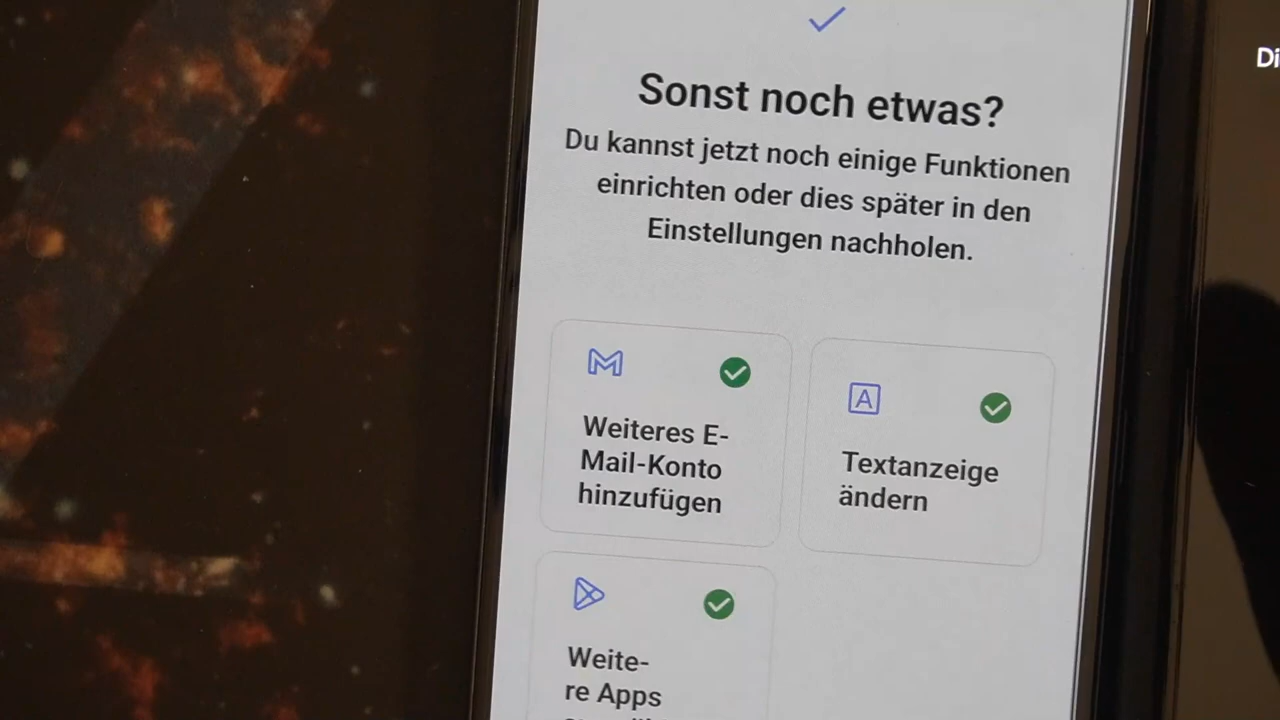 Sonst noch etwas?
Du kannst jetzt noch einige Funktionen
einrichten oder dies später in den
Einstellungen nachholen.
Weiteres E-
Mail-Konto
hinzufügen
A
Textanzeige
ändern
Weite-
re Apps
Di